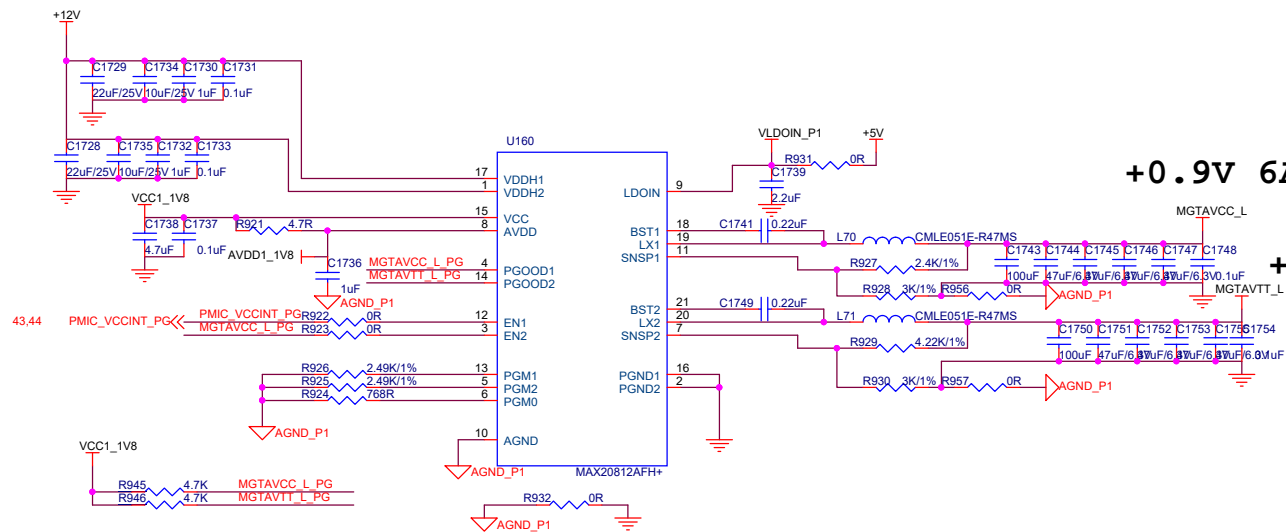 +12V
C1729 C1734 C1730 C1731
22uF/25V 10uF/25V 1uF 0.1uF
C1728 C1735 C1732 C1733
22uF/25V 10uF/25V 1uF 0.1uF
VCC1_1V8
C1738 C1737
4.7uF 0.1uF
R921 4.7R
AVDD1_1V8
C1736
1uF
AGND_P1
MGTAVCC_L_PG
MGTAVTT_L_PG
43,44 PMIC_VCCINT_PG
PMIC_VCCINT_PG
R922 0R
MGTAVCC_L_PG
R923 0R
R926 2.49K/1%
R925 2.49K/1%
R924 768R
AGND_P1
VCC1_1V8
R945 4.7K MGTAVCC_L_PG
R946 4.7K MGTAVTT_L_PG
U160
17 VDDH1
1 VDDH2
15 VCC
8 AVDD
4 PGOOD1
14 PGOOD2
12 EN1
3 EN2
13 PGM1
5 PGM2
6 PGM0
10 AGND
AGND_P1
LDOIN 9
BST1 18
LX1 19
SNSP1 11
BST2 21
LX2 20
SNSP2 7
PGND1 16
PGND2 2
MAX20812AFH+
R932 0R
AGND_P1
VLDOIN_P1 +5V
R931 0R
C1739
2.2uF
C1741 0.22uF
L70 CMLE051E-R47MS
R927 2.4K/1%
R928 3K/1% R956 0R
AGND_P1
+0.9V
MGTAVCC_L
C1743 C1744 C1745 C1746 C1747 C1748
100uF 47uF/6.3V 0.1uF
C1749 0.22uF
L71 CMLE051E-R47MS
R929 4.22K/1%
R930 3K/1% R957 0R
AGND_P1
+
MGTAVTT_L
C1750 C1751 C1752 C1753 C1755 C1754
100uF